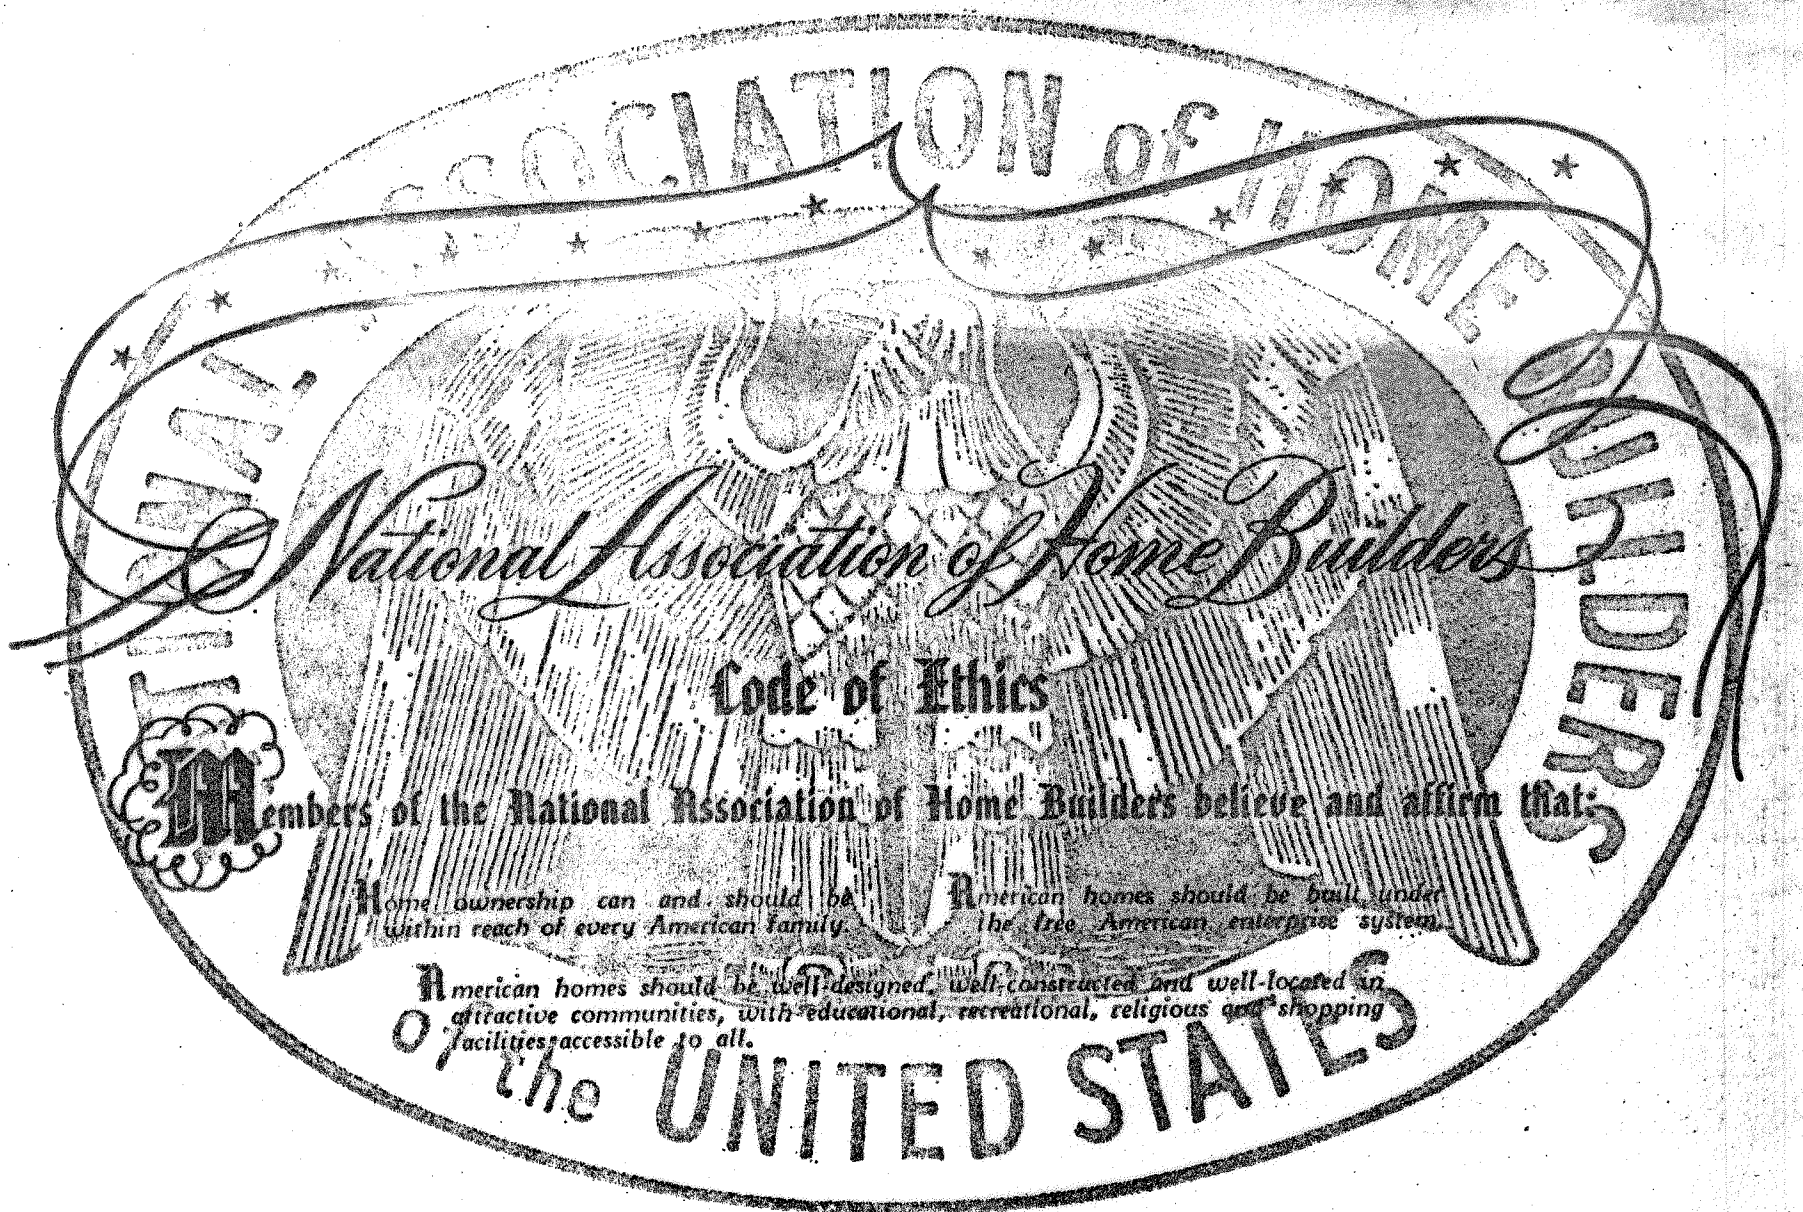 NATIONAL ASSOCIATION of HOME BUILDERS
National Association of Home Builders
Code of Ethics
Members of the National Association of Home Builders believe and affirm that:
Home ownership can and should be
within reach of every American family.
American homes should be built under
the free American enterprise system.
American homes should be well-designed, well-constructed and well-located in
attractive communities, with educational, recreational, religious and shopping
facilities accessible to all.
of the UNITED STATES